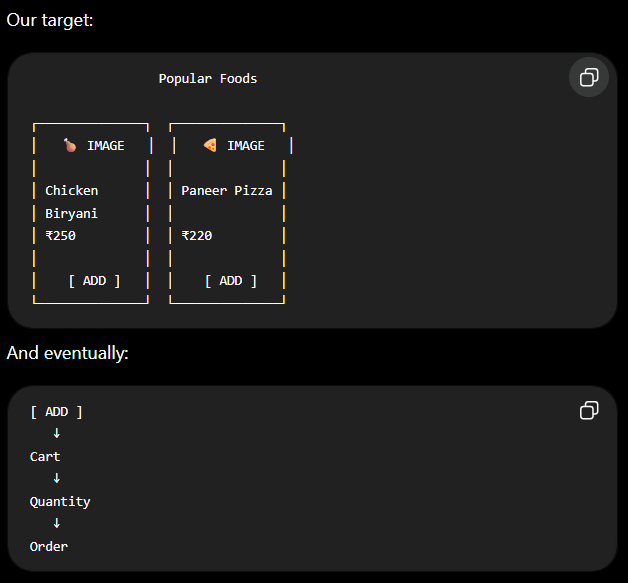 Our target:
Popular Foods
┌──────────────┐  ┌──────────────┐
│   🍗 IMAGE   │  │   🍕 IMAGE   │
│              │  │              │
│ Chicken      │  │ Paneer Pizza │
│ Biryani      │  │              │
│ ₹250         │  │ ₹220         │
│              │  │              │
│    [ ADD ]   │  │    [ ADD ]   │
└──────────────┘  └──────────────┘
And eventually:
[ ADD ]
↓
Cart
↓
Quantity
↓
Order